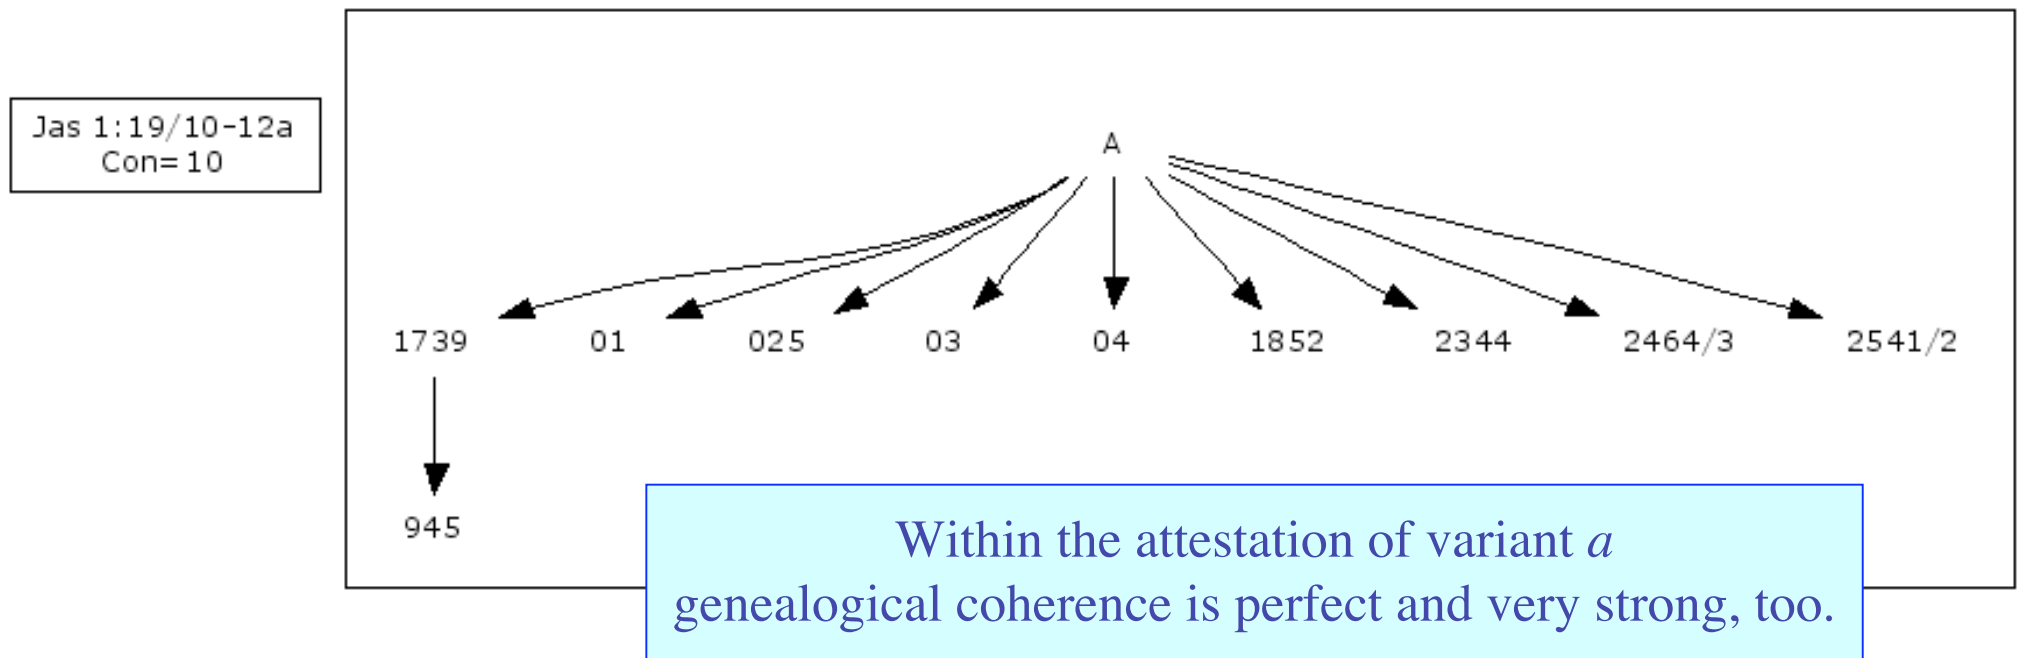 Jas 1:19/10-12a
Con=10
A
1739 01 025 03 04 1852 2344 2464/3 2541/2
945
Within the attestation of variant a
genealogical coherence is perfect and very strong, too.